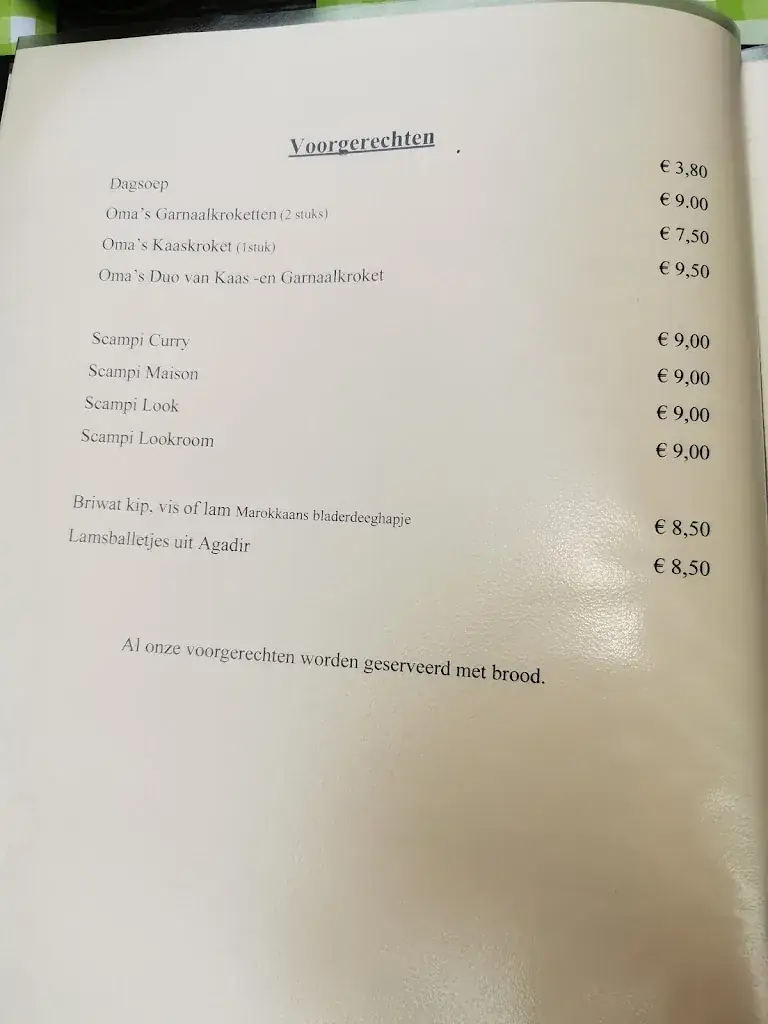 Voorgerechten
Dagsoep € 3,80
Oma's Garnaalkroketten (2 stuks) € 9.00
Oma's Kaaskroket (1stuk) € 7,50
Oma's Duo van Kaas -en Garnaalkroket € 9,50
Scampi Curry € 9,00
Scampi Maison € 9,00
Scampi Look € 9,00
Scampi Lookroom € 9,00
Briwat kip, vis of lam Marokkaans bladerdeeghapje € 8,50
Lamsballetjes uit Agadir € 8,50
Al onze voorgerechten worden geserveerd met brood.